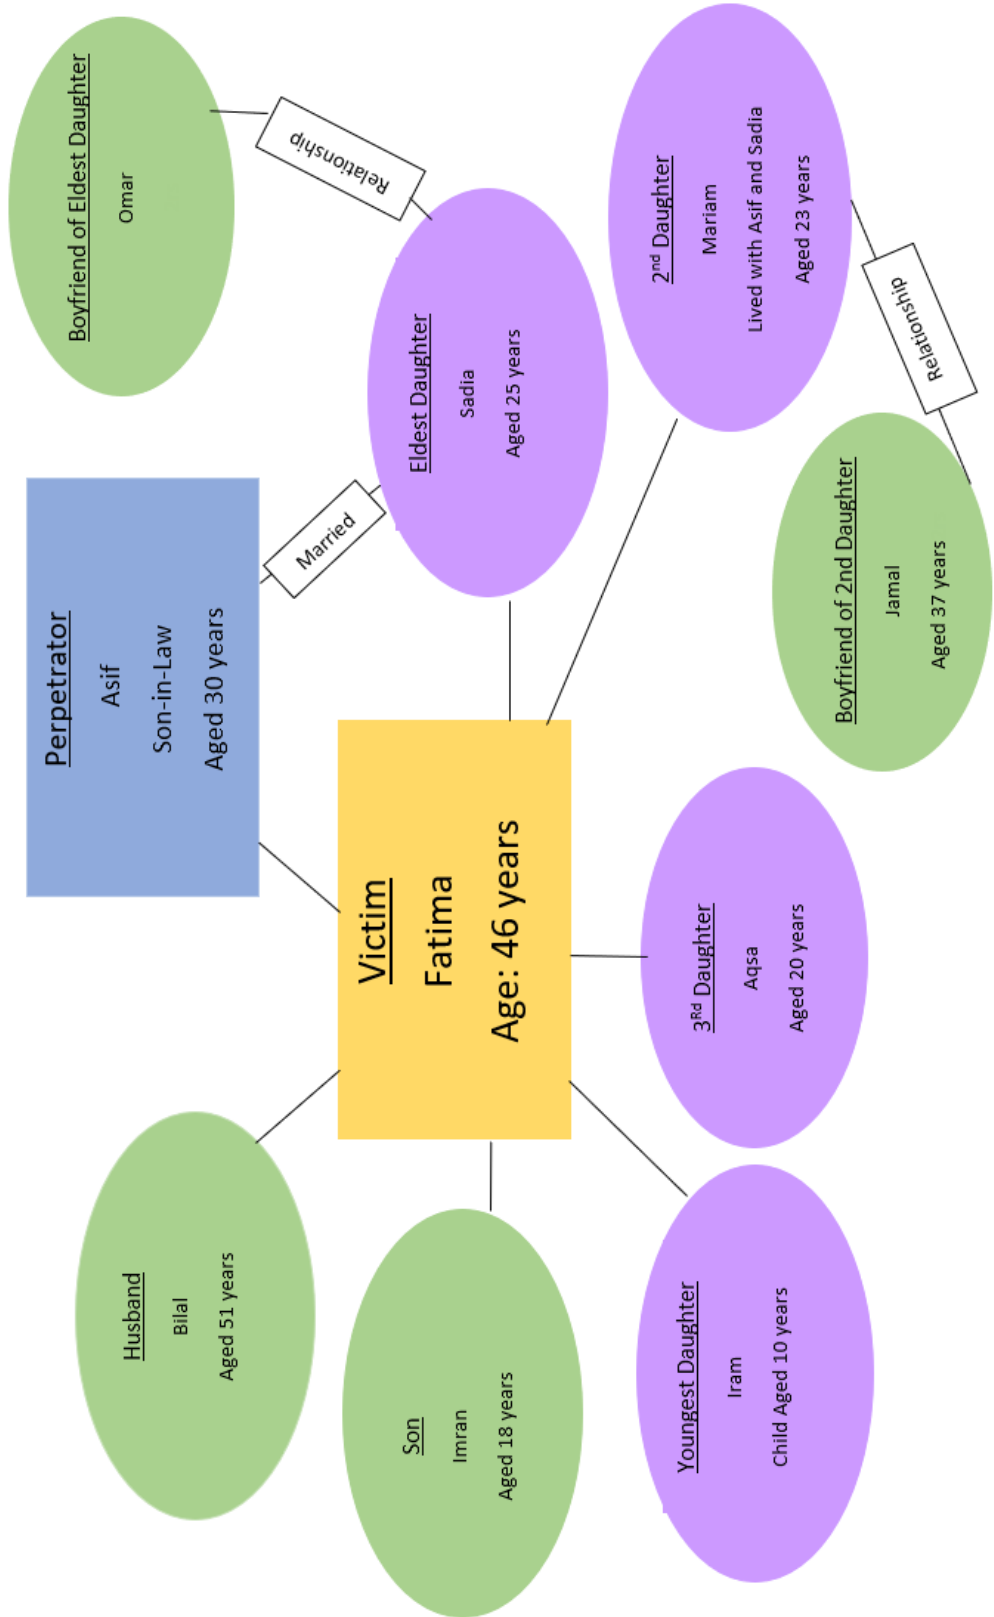 Husband
Bilal
Aged 51 years
Perpetrator
Asif
Son-in-Law
Aged 30 years
Boyfriend of Eldest Daughter
Omar
Relationship
Married
Son
Imran
Aged 18 years
Victim
Fatima
Age: 46 years
Eldest Daughter
Sadia
Aged 25 years
Youngest Daughter
Iram
Child Aged 10 years
3Rd Daughter
Aqsa
Aged 20 years
2nd Daughter
Mariam
Lived with Asif and Sadia
Aged 23 years
Relationship
Boyfriend of 2nd Daughter
Jamal
Aged 37 years